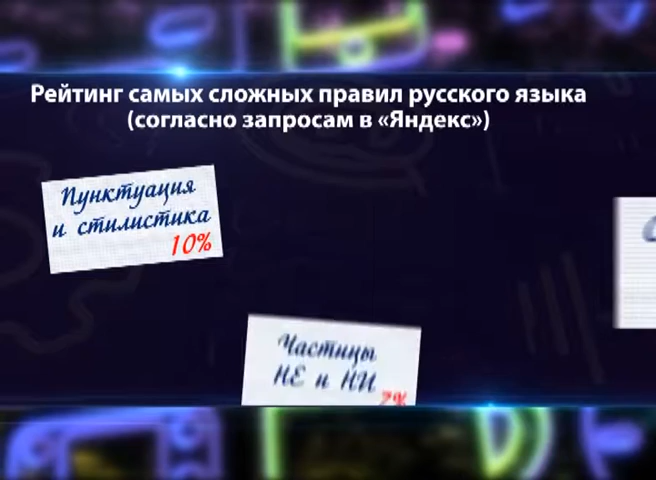 Рейтинг самых сложных правил русского языка
(согласно запросам в «Яндекс»)
Пунктуация
и стилистика
10%
Частицы
НЕ и НИ